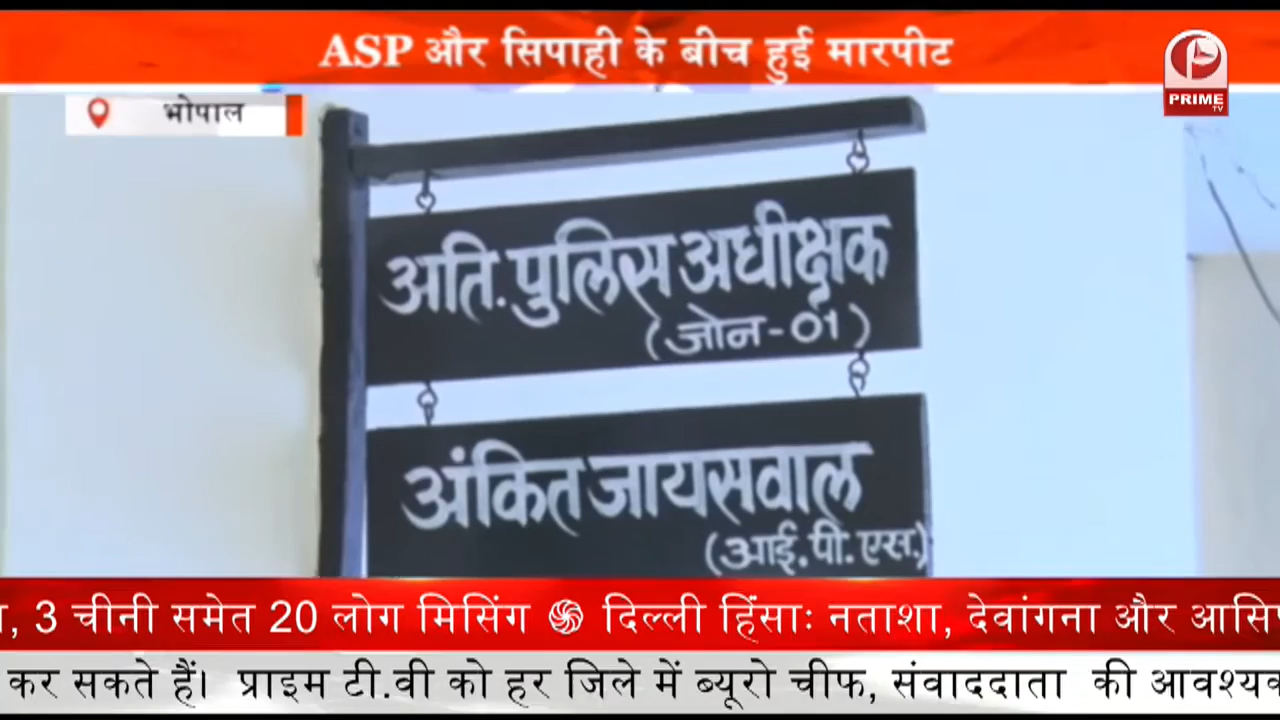 ASP और सिपाही के बीच हुई मारपीट
PRIME
TV
भोपाल
अति. पुलिस अधीक्षक
(जोन-01)
अंकित जायसवाल
(आई.पी.एस.)
, 3 चीनी समेत 20 लोग मिसिंग दिल्ली हिंसाः नताशा, देवांगना और
कर सकते हैं। प्राइम टी.वी को हर जिले में ब्यूरो चीफ, संवाददाता की